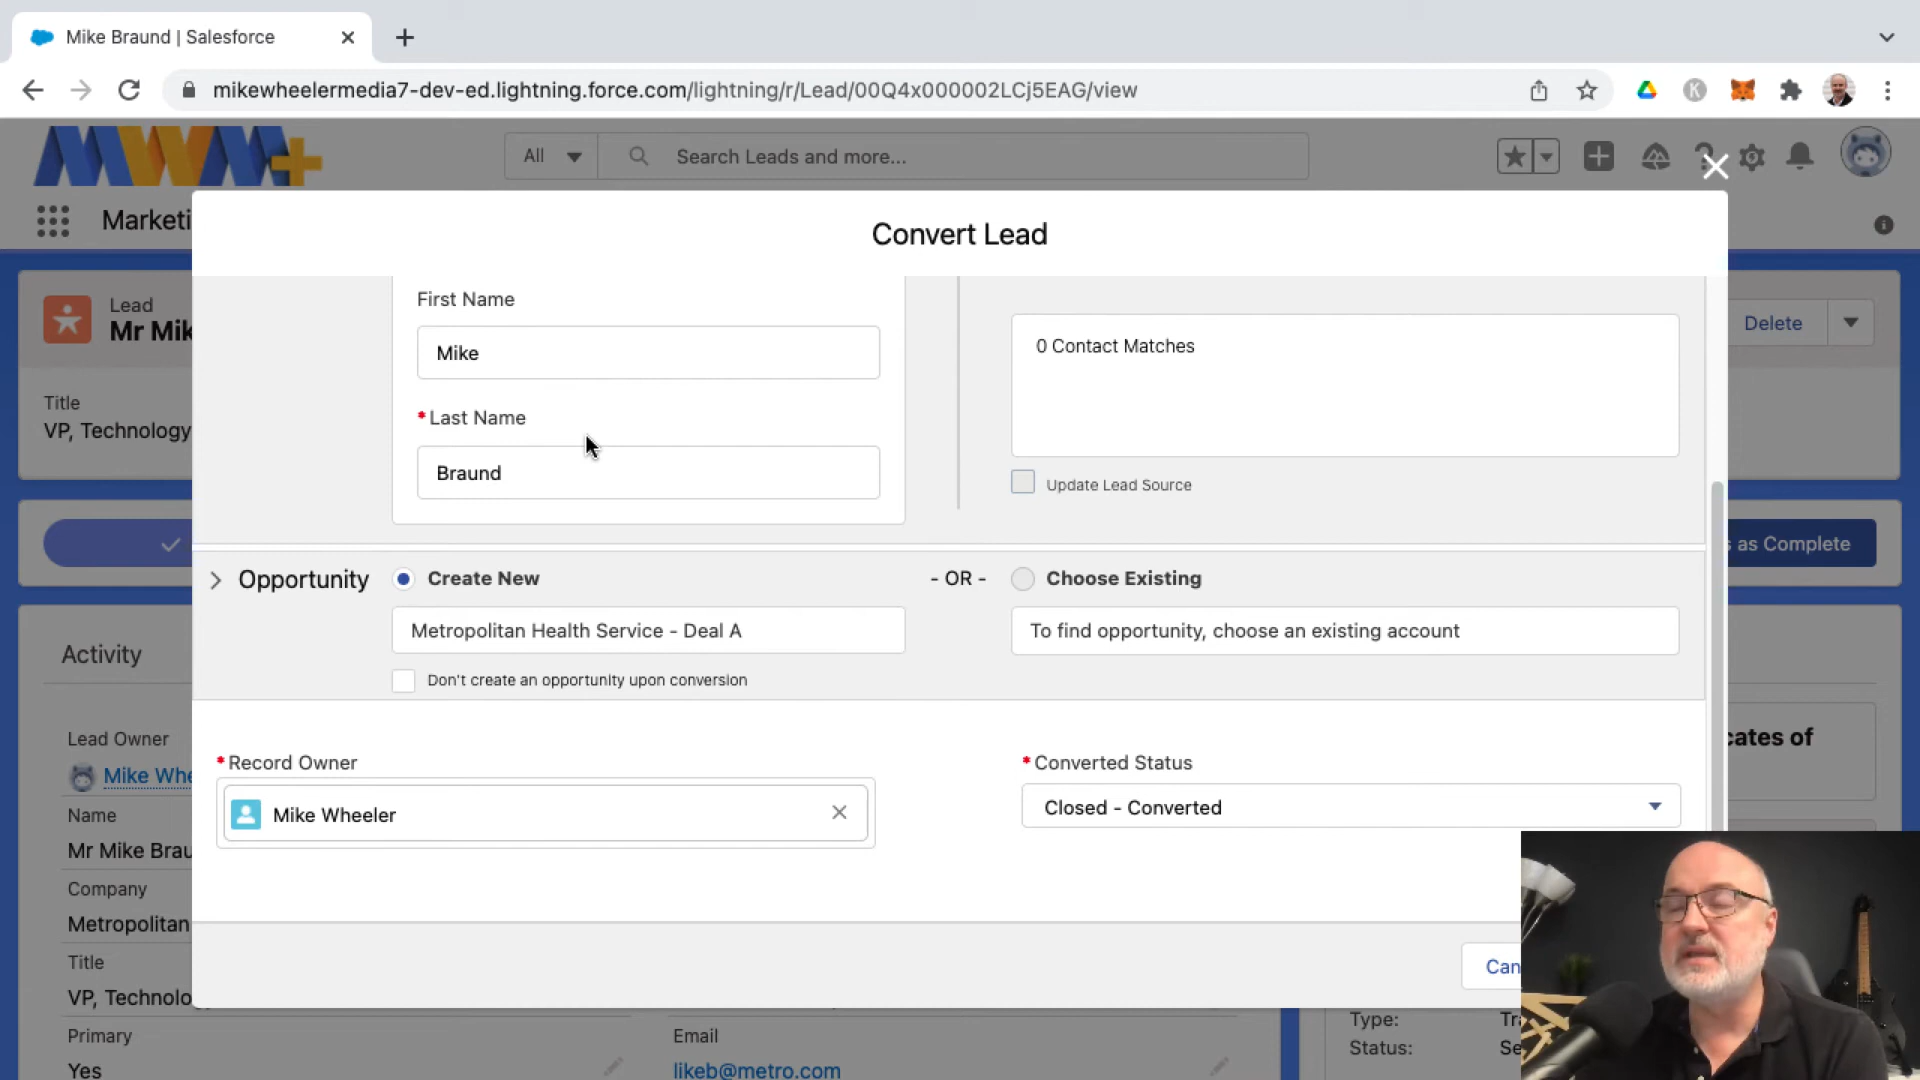 Mike Braund | Salesforce
mikewheelermedia7-dev-ed.lightning.force.com/lightning/r/Lead/00Q4x000002LCj5EAG/view
K
MWM+
All
Search Leads and more...
Marketi
Convert Lead
Lead
Mr Mik
Delete
Title
VP, Technology
First Name
Mike
0 Contact Matches
* Last Name
Braund
Update Lead Source
s as Complete
Opportunity
Create New
- OR -
Choose Existing
Metropolitan Health Service - Deal A
To find opportunity, choose an existing account
Don't create an opportunity upon conversion
Activity
Lead Owner
Mike Whe
cates of
* Record Owner
Mike Wheeler
* Converted Status
Closed - Converted
Name
Mr Mike Brau
Company
Metropolitan
Title
VP, Technolo
Can
Primary
Yes
Email
likeb@metro.com
Type:
Status:
Se